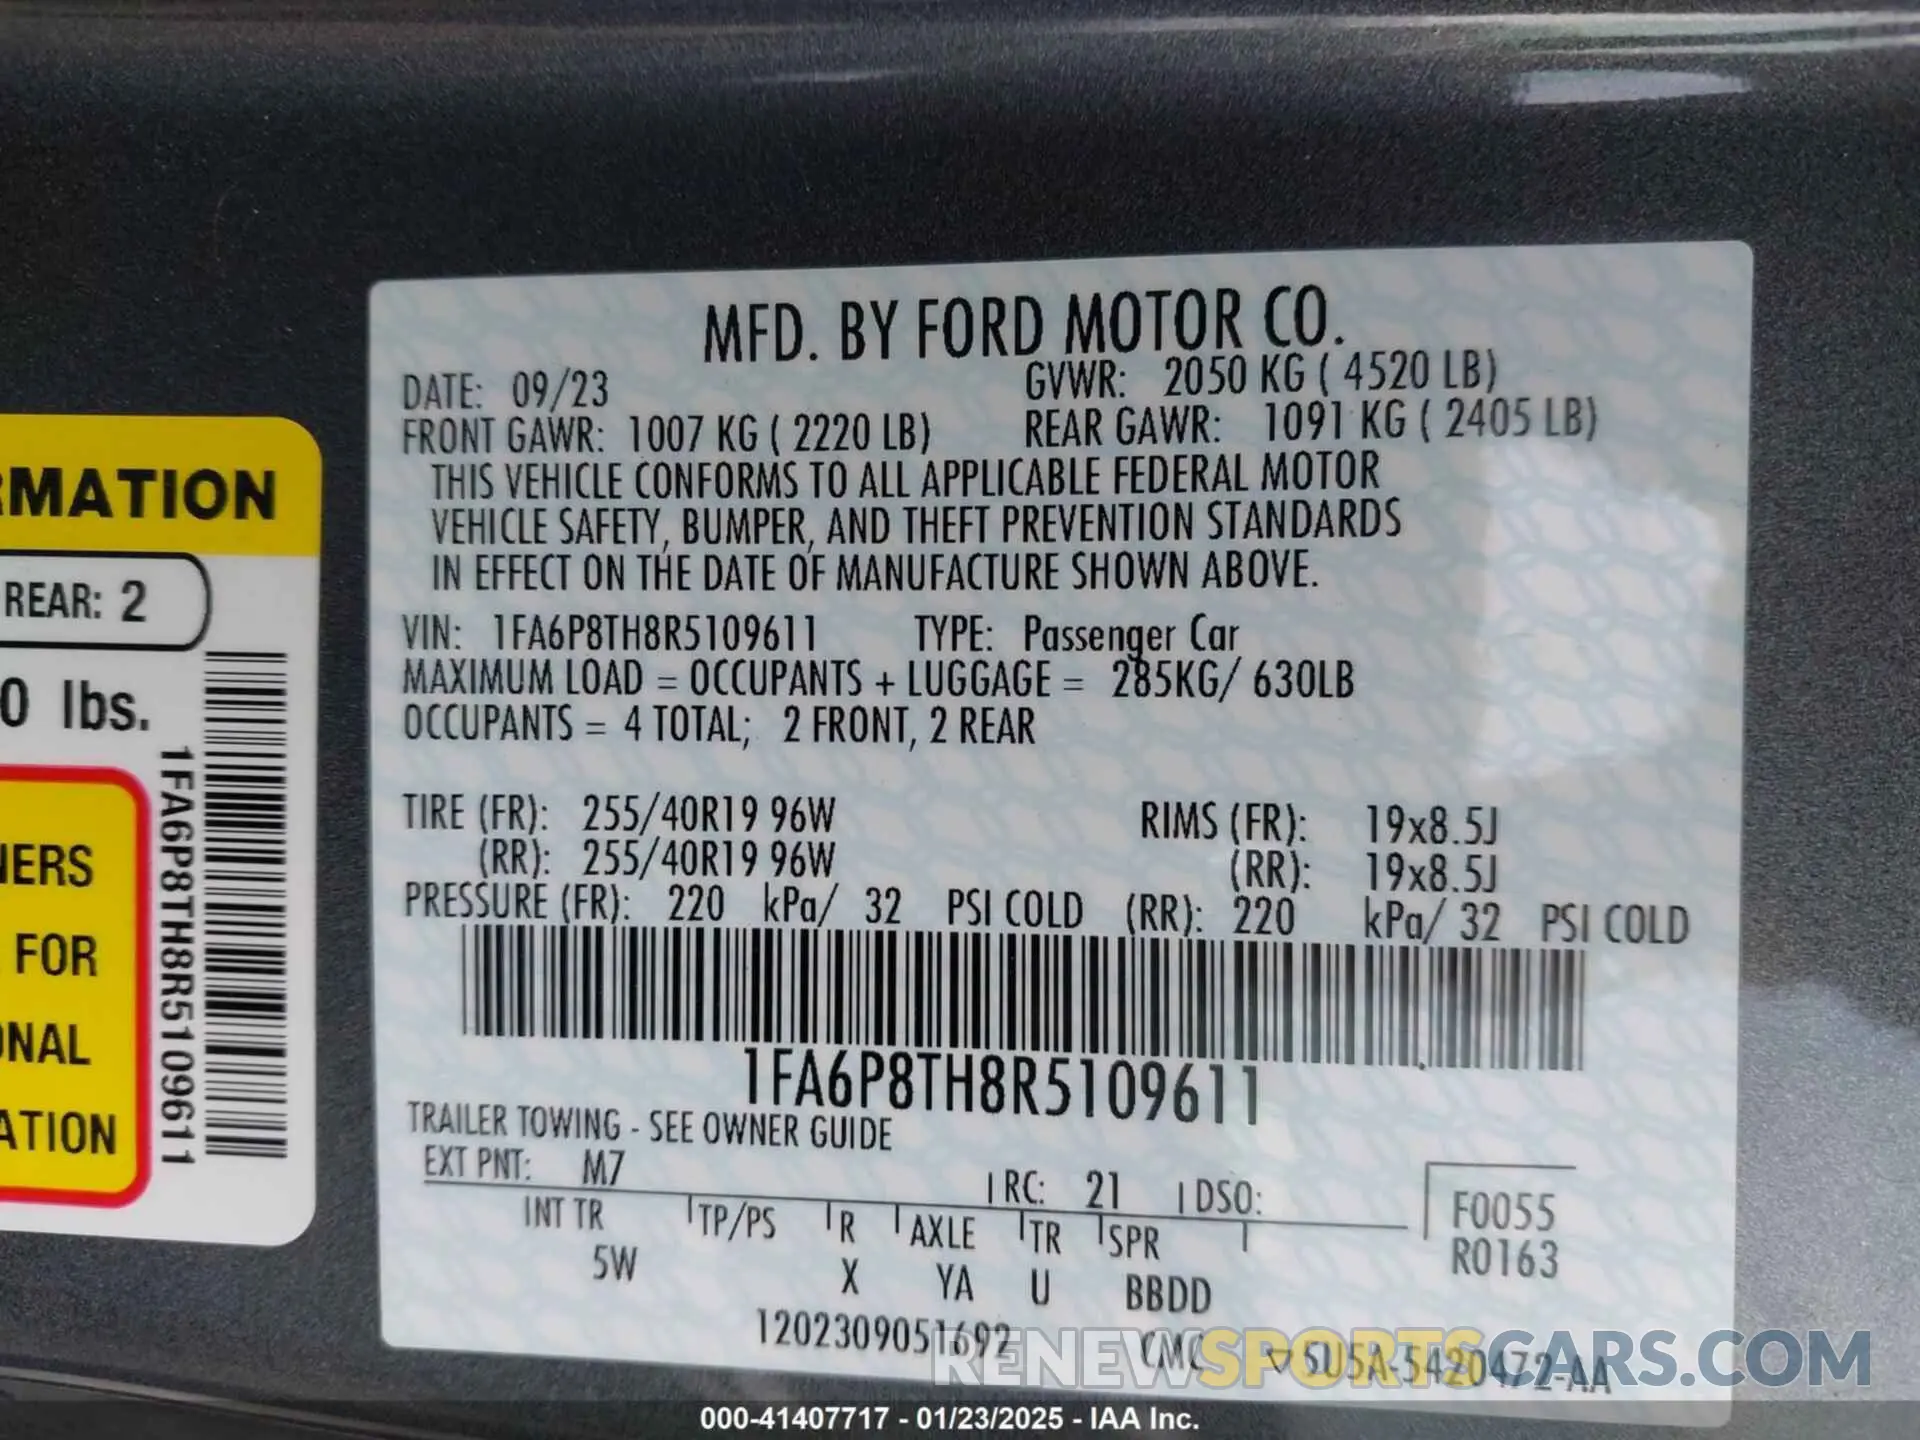 RMATION
REAR: 2
0 lbs.
NERS
FOR
ONAL
ATION
1FA6P8TH8R5109611
MFD. BY FORD MOTOR CO.
DATE: 09/23 GVWR: 2050 KG ( 4520 LB)
FRONT GAWR: 1007 KG ( 2220 LB) REAR GAWR: 1091 KG ( 2405 LB)
THIS VEHICLE CONFORMS TO ALL APPLICABLE FEDERAL MOTOR
VEHICLE SAFETY, BUMPER, AND THEFT PREVENTION STANDARDS
IN EFFECT ON THE DATE OF MANUFACTURE SHOWN ABOVE.
VIN: 1FA6P8TH8R5109611 TYPE: Passenger Car
MAXIMUM LOAD = OCCUPANTS + LUGGAGE = 285KG/ 630LB
OCCUPANTS = 4 TOTAL; 2 FRONT, 2 REAR
TIRE (FR): 255/40R19 96W RIMS (FR): 19x8.5J
(RR): 255/40R19 96W (RR): 19x8.5J
PRESSURE (FR): 220 kPa/ 32 PSI COLD (RR): 220 kPa/ 32 PSI COLD
1FA6P8TH8R5109611
TRAILER TOWING - SEE OWNER GUIDE
EXT PNT: M7 RC: 21 DSO:
INT TR TP/PS R AXLE TR SPR
5W X YA U BBDD
F0055
R0163
1202309051692 CMC 5U5A-5420472-AA
RENEWSPORTSCARS.COM
000-41407717 - 01/23/2025 - IAA Inc.